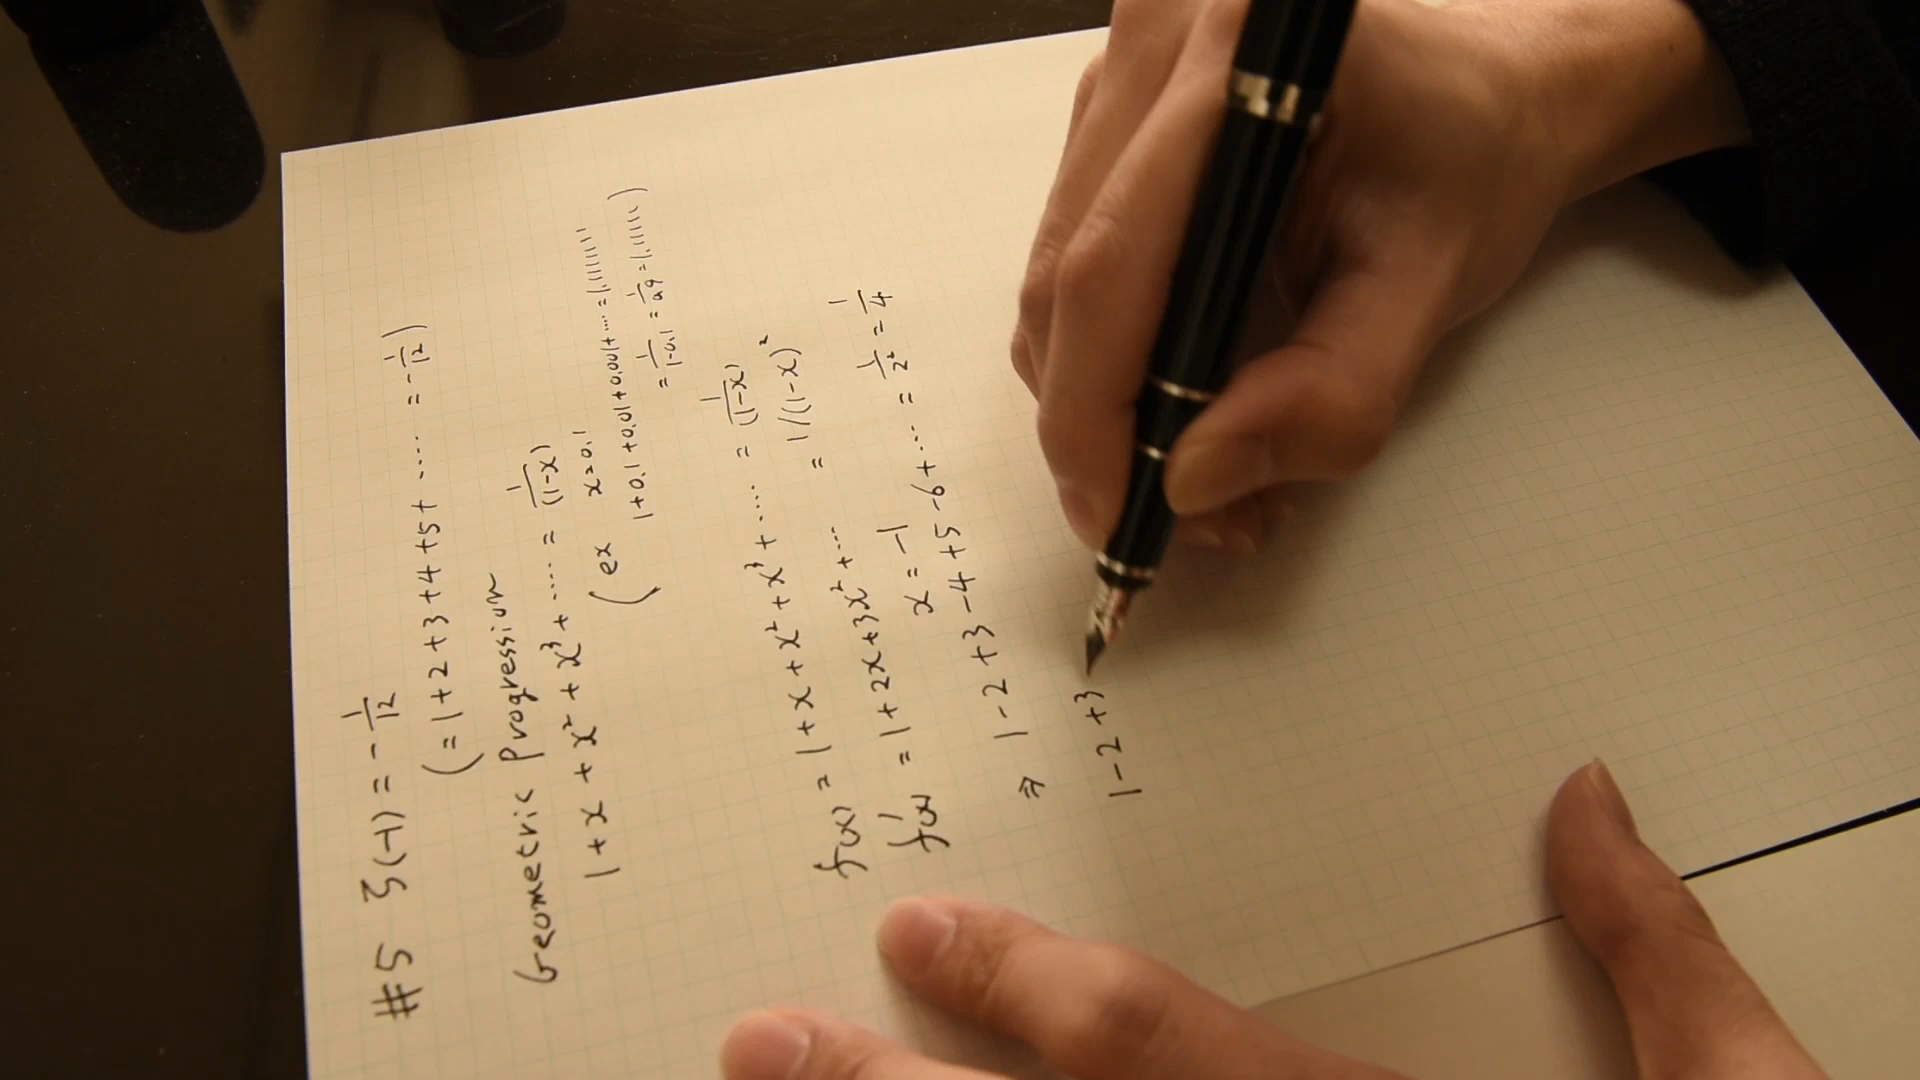 #5 ζ(-1) = -1/12
(= 1+2+3+4+5+ ..... = -1/12)
Geometric Progression
1+x+x²+x³+.... = 1/(1-x)
(ex x=0.1
1+0.1+0.01+0.001+.... = 1.1111111
= 1/1-0.1 = 1/0.9 = 1.11111)
f(x) = 1+x+x²+x³+.... = 1/(1-x)
f'(x) = 1+2x+3x²+... = 1/(1-x)²
x = -1
⇒ 1-2+3-4+5-6+... = 1/2² = 1/4
1-2+3